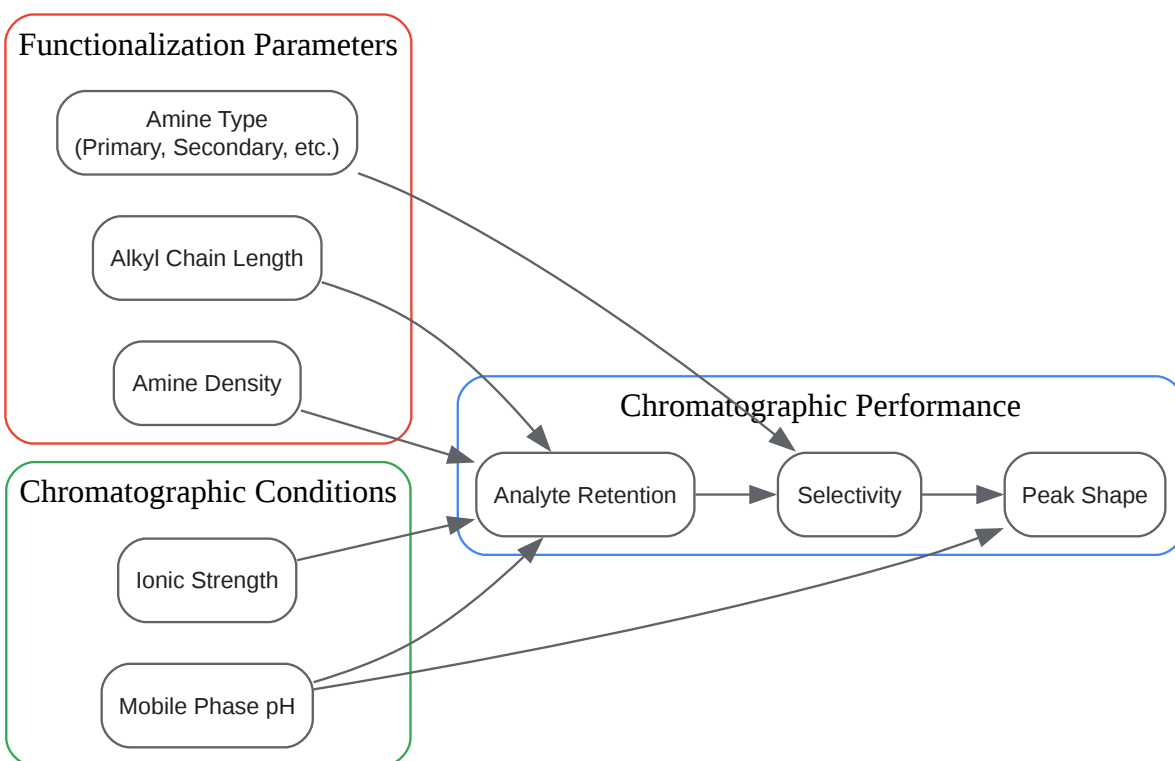 Functionalization Parameters
Amine Type
(Primary, Secondary, etc.)
Alkyl Chain Length
Amine Density
Chromatographic Conditions
Ionic Strength
Mobile Phase pH
Chromatographic Performance
Analyte Retention
Selectivity
Peak Shape